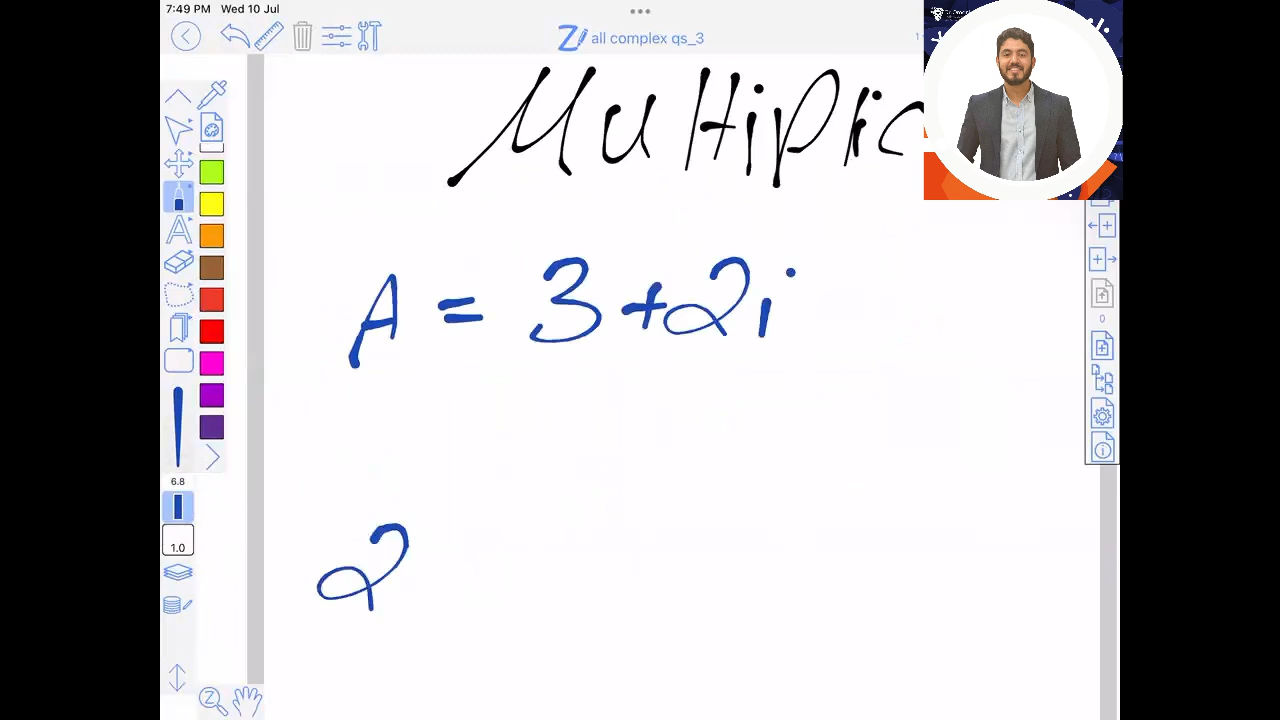 7:49 PM Wed 10 Jul
all complex qs_3
Multiplic
A = 3+2i
2
6.8
1.0
0